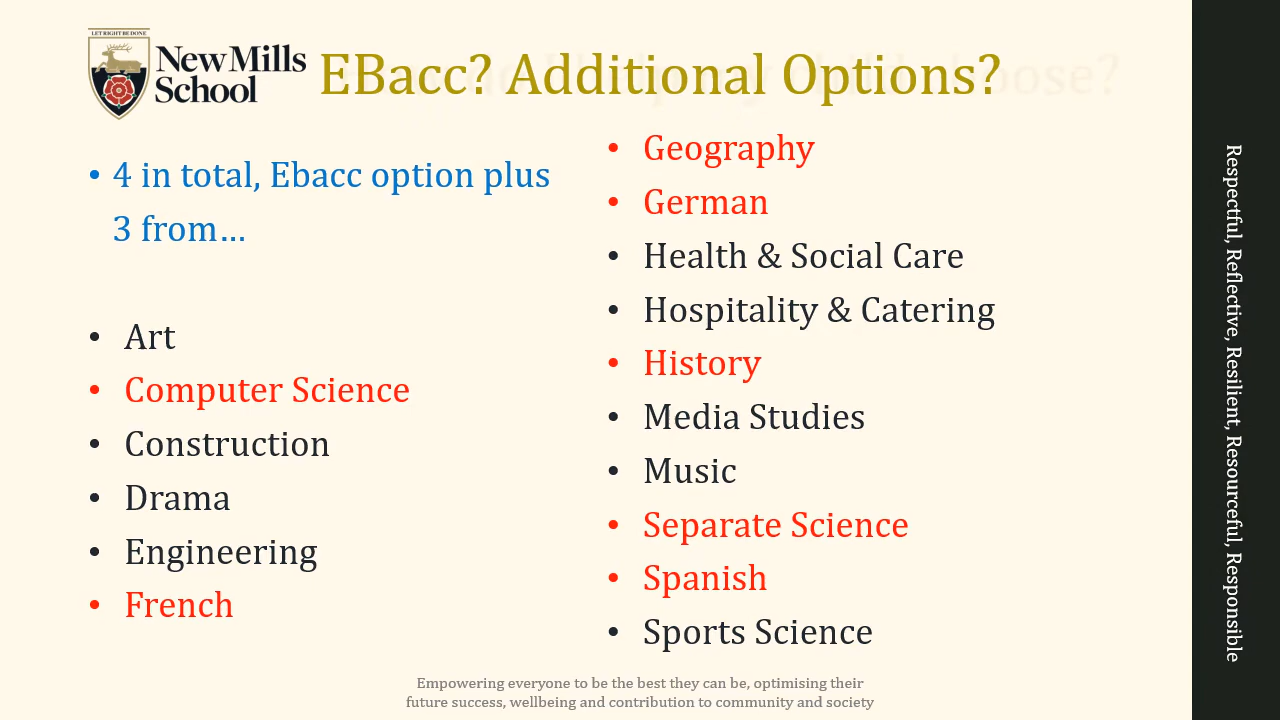 LET RIGHT BE DONE
New Mills
School
EBacc? Additional Options?
• 4 in total, Ebacc option plus
3 from…
• Art
• Computer Science
• Construction
• Drama
• Engineering
• French
• Geography
• German
• Health & Social Care
• Hospitality & Catering
• History
• Media Studies
• Music
• Separate Science
• Spanish
• Sports Science
Respectful, Reflective, Resilient, Resourceful, Responsible
Empowering everyone to be the best they can be, optimising their
future success, wellbeing and contribution to community and society